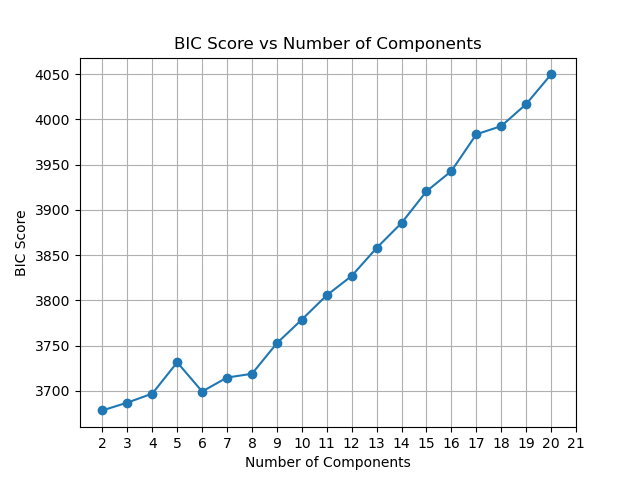 BIC Score vs Number of Components
4050
4000
3950
3900
3850
3800
3750
3700
BIC Score
2 3 4 5 6 7 8 9 10 11 12 13 14 15 16 17 18 19 20 21
Number of Components